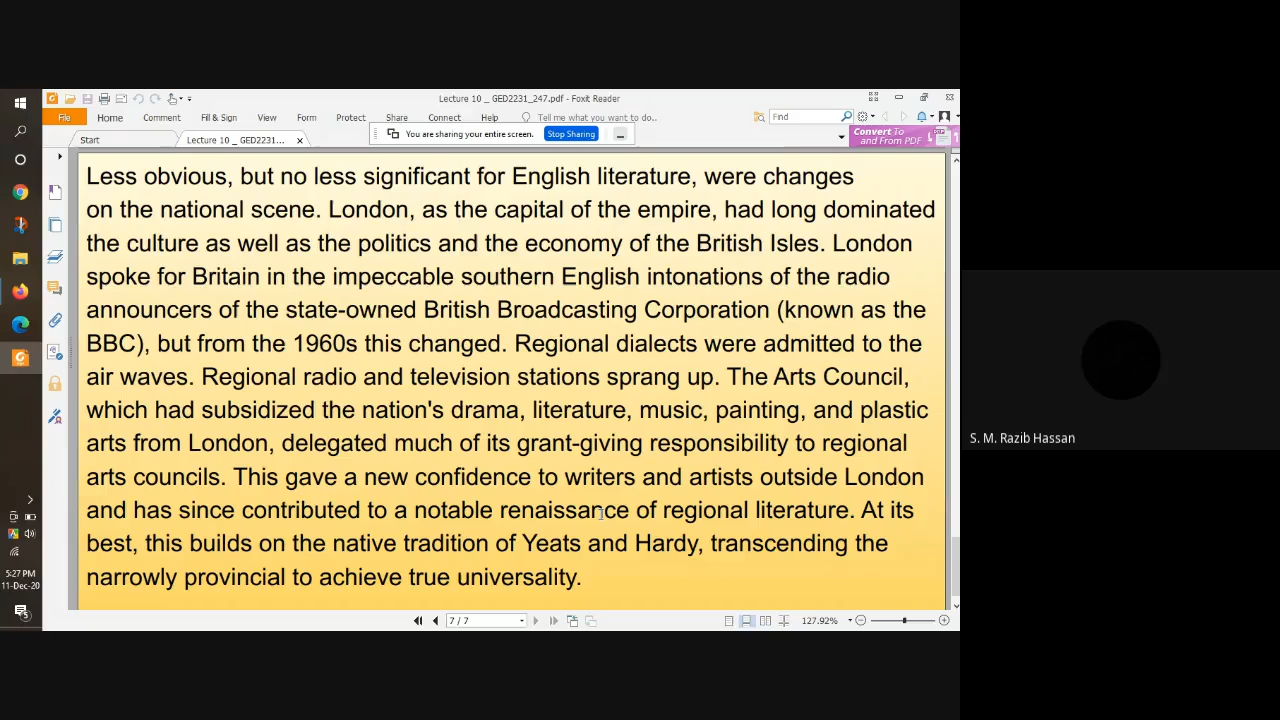 Lecture 10 _ GED2231_247.pdf - Foxit Reader
File Home Comment Fill & Sign View Form Protect Share Connect Help Tell me what you want to do.. Find
Start Lecture 10 _ GED2231... You are sharing your entire screen. Stop Sharing Convert To
and From PDF
Less obvious, but no less significant for English literature, were changes
on the national scene. London, as the capital of the empire, had long dominated
the culture as well as the politics and the economy of the British Isles. London
spoke for Britain in the impeccable southern English intonations of the radio
announcers of the state-owned British Broadcasting Corporation (known as the
BBC), but from the 1960s this changed. Regional dialects were admitted to the
air waves. Regional radio and television stations sprang up. The Arts Council,
which had subsidized the nation's drama, literature, music, painting, and plastic
arts from London, delegated much of its grant-giving responsibility to regional
arts councils. This gave a new confidence to writers and artists outside London
and has since contributed to a notable renaissance of regional literature. At its
best, this builds on the native tradition of Yeats and Hardy, transcending the
narrowly provincial to achieve true universality.
S. M. Razib Hassan
5:27 PM
11-Dec-20
5
7 / 7 127.92%